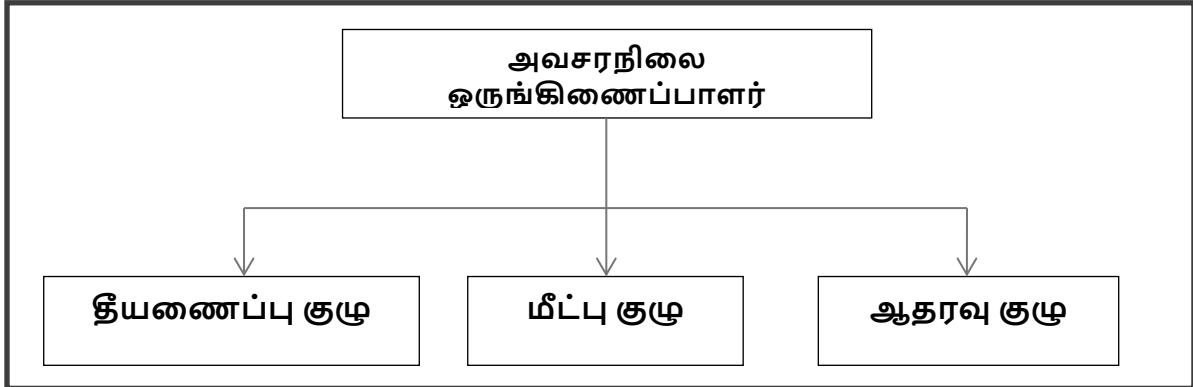 அவசரநிலை
ஒருங்கிணைப்பாளர்
தீயணைப்பு குழு
மீட்பு குழு
ஆதரவு குழு